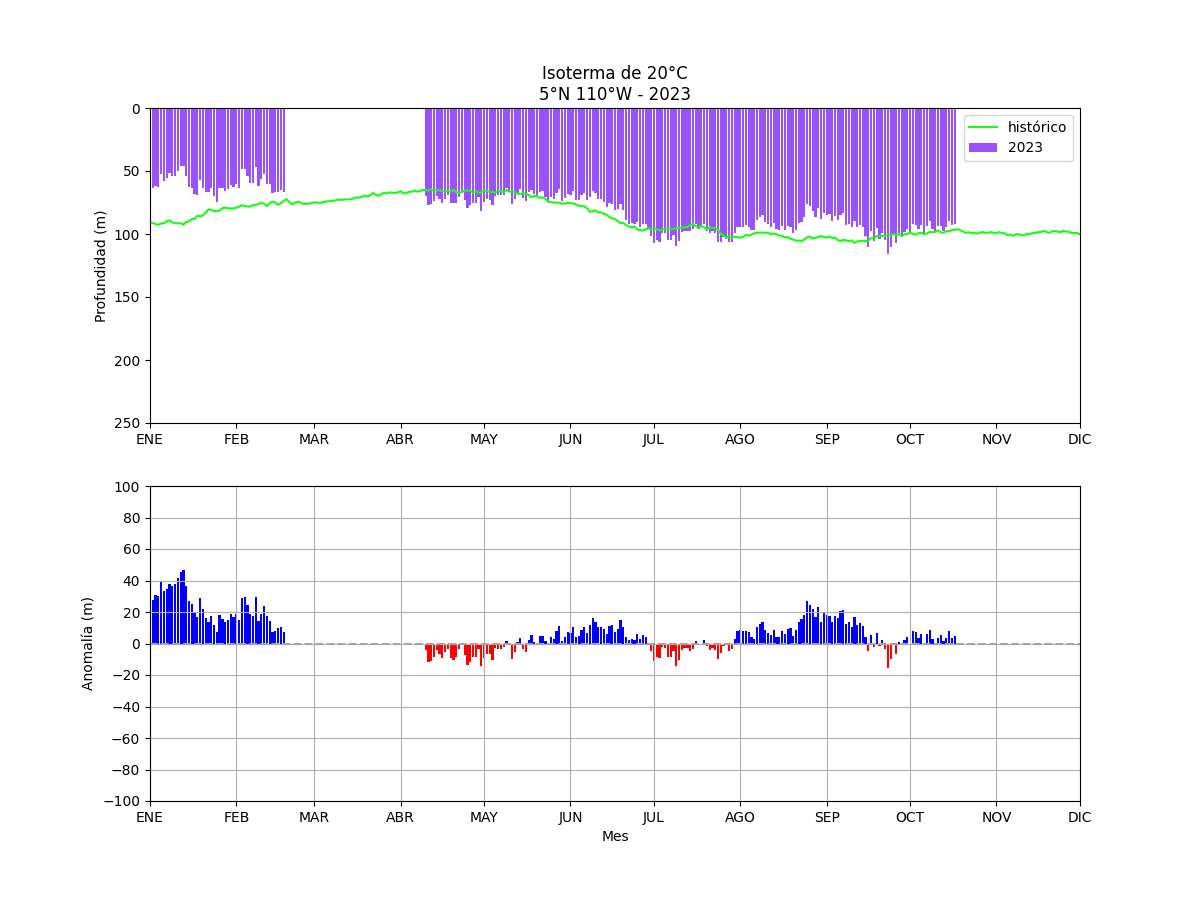 Isoterma de 20°C
5°N 110°W - 2023
0
50
100
150
200
250
Profundidad (m)
histórico
2023
ENE FEB MAR ABR MAY JUN JUL AGO SEP OCT NOV DIC
100
80
60
40
20
0
−20
−40
−60
−80
−100
Anomalía (m)
ENE FEB MAR ABR MAY JUN JUL AGO SEP OCT NOV DIC
Mes